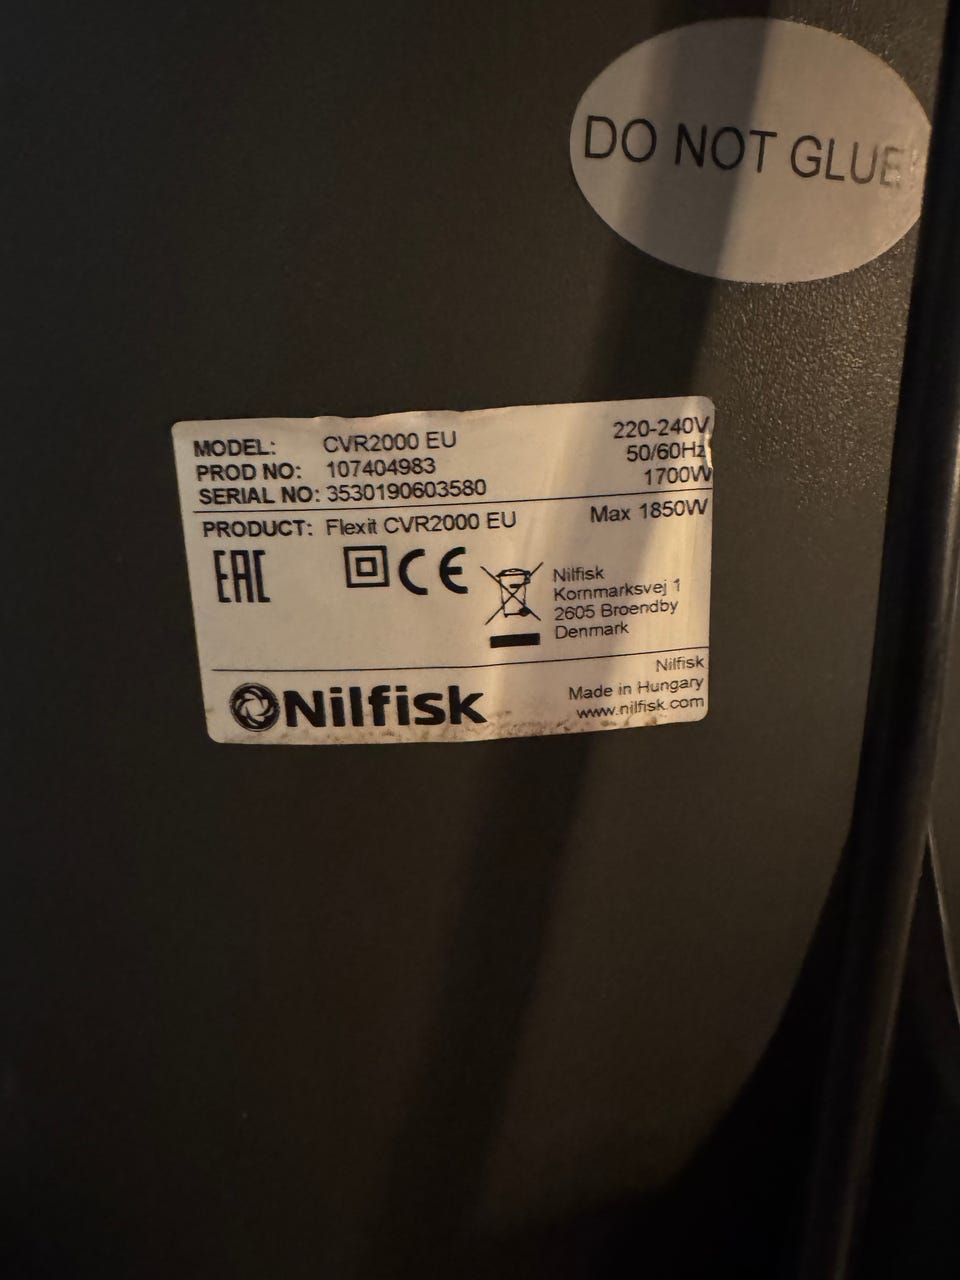 DO NOT GLUE
MODEL: CVR2000 EU 220-240V
PROD NO: 107404983 50/60Hz
SERIAL NO: 3530190603580 1700W
PRODUCT: Flexit CVR2000 EU Max 1850W
EAC CE
Nilfisk
Kornmarksvej 1
2605 Broendby
Denmark
Nilfisk
Nilfisk
Made in Hungary
www.nilfisk.com